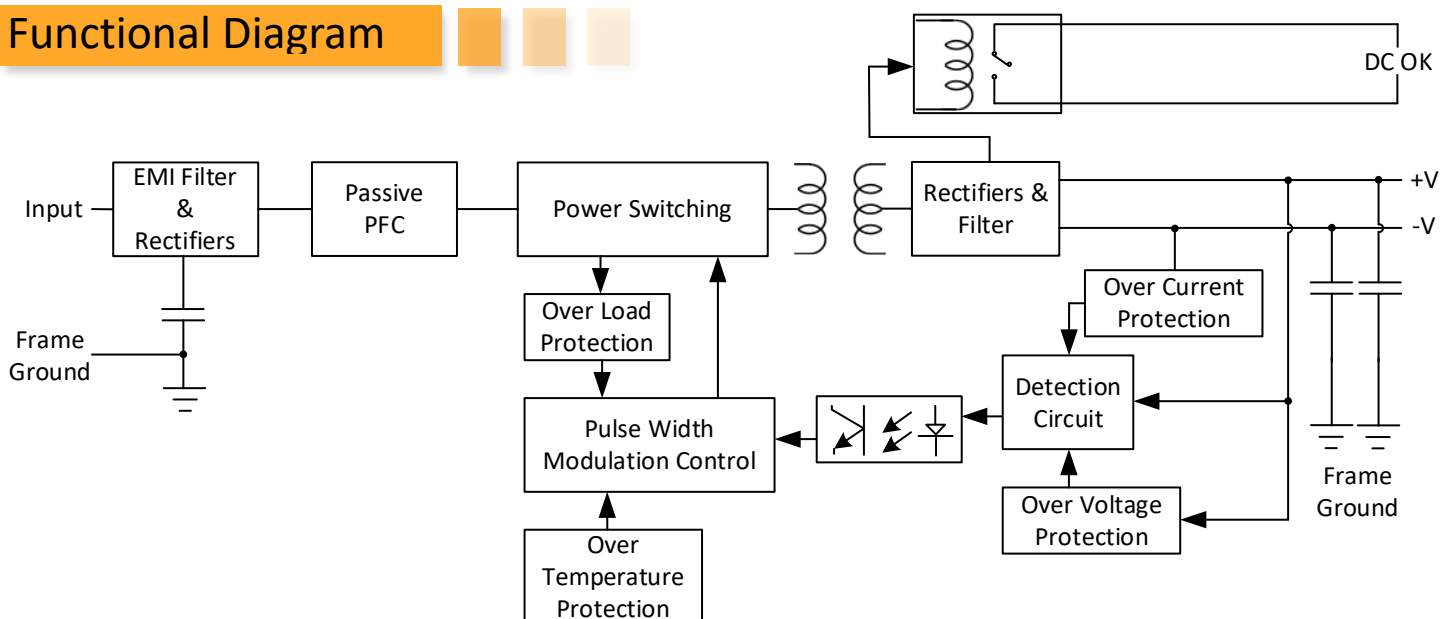 Functional Diagram
DC OK
EMI Filter
&
Rectifiers
Passive
PFC
Power Switching
Rectifiers &
Filter
+V
-V
Input
Over Load
Protection
Over Current
Protection
Frame
Ground
Detection
Circuit
Pulse Width
Modulation Control
Frame
Ground
Over Voltage
Protection
Over
Temperature
Protection